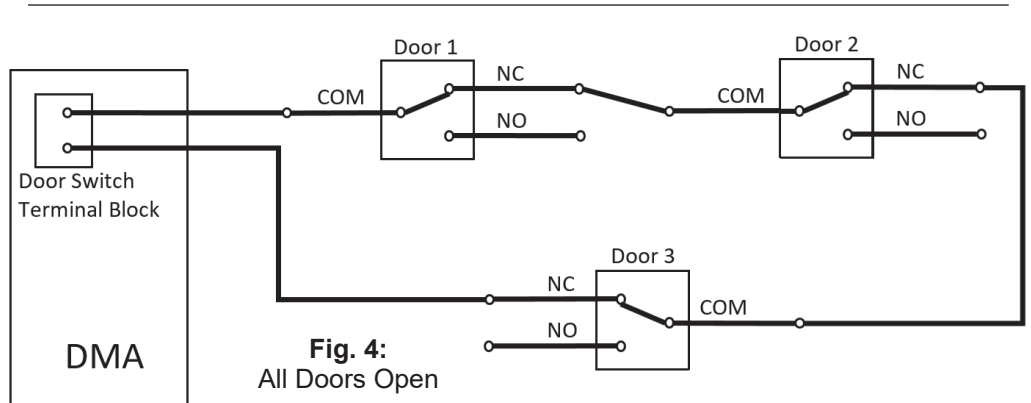 Door 1
Door 2
COM
NC
NO
COM
NC
NO
Door Switch
Terminal Block
Door 3
NC
COM
NO
DMA
Fig. 4:
All Doors Open